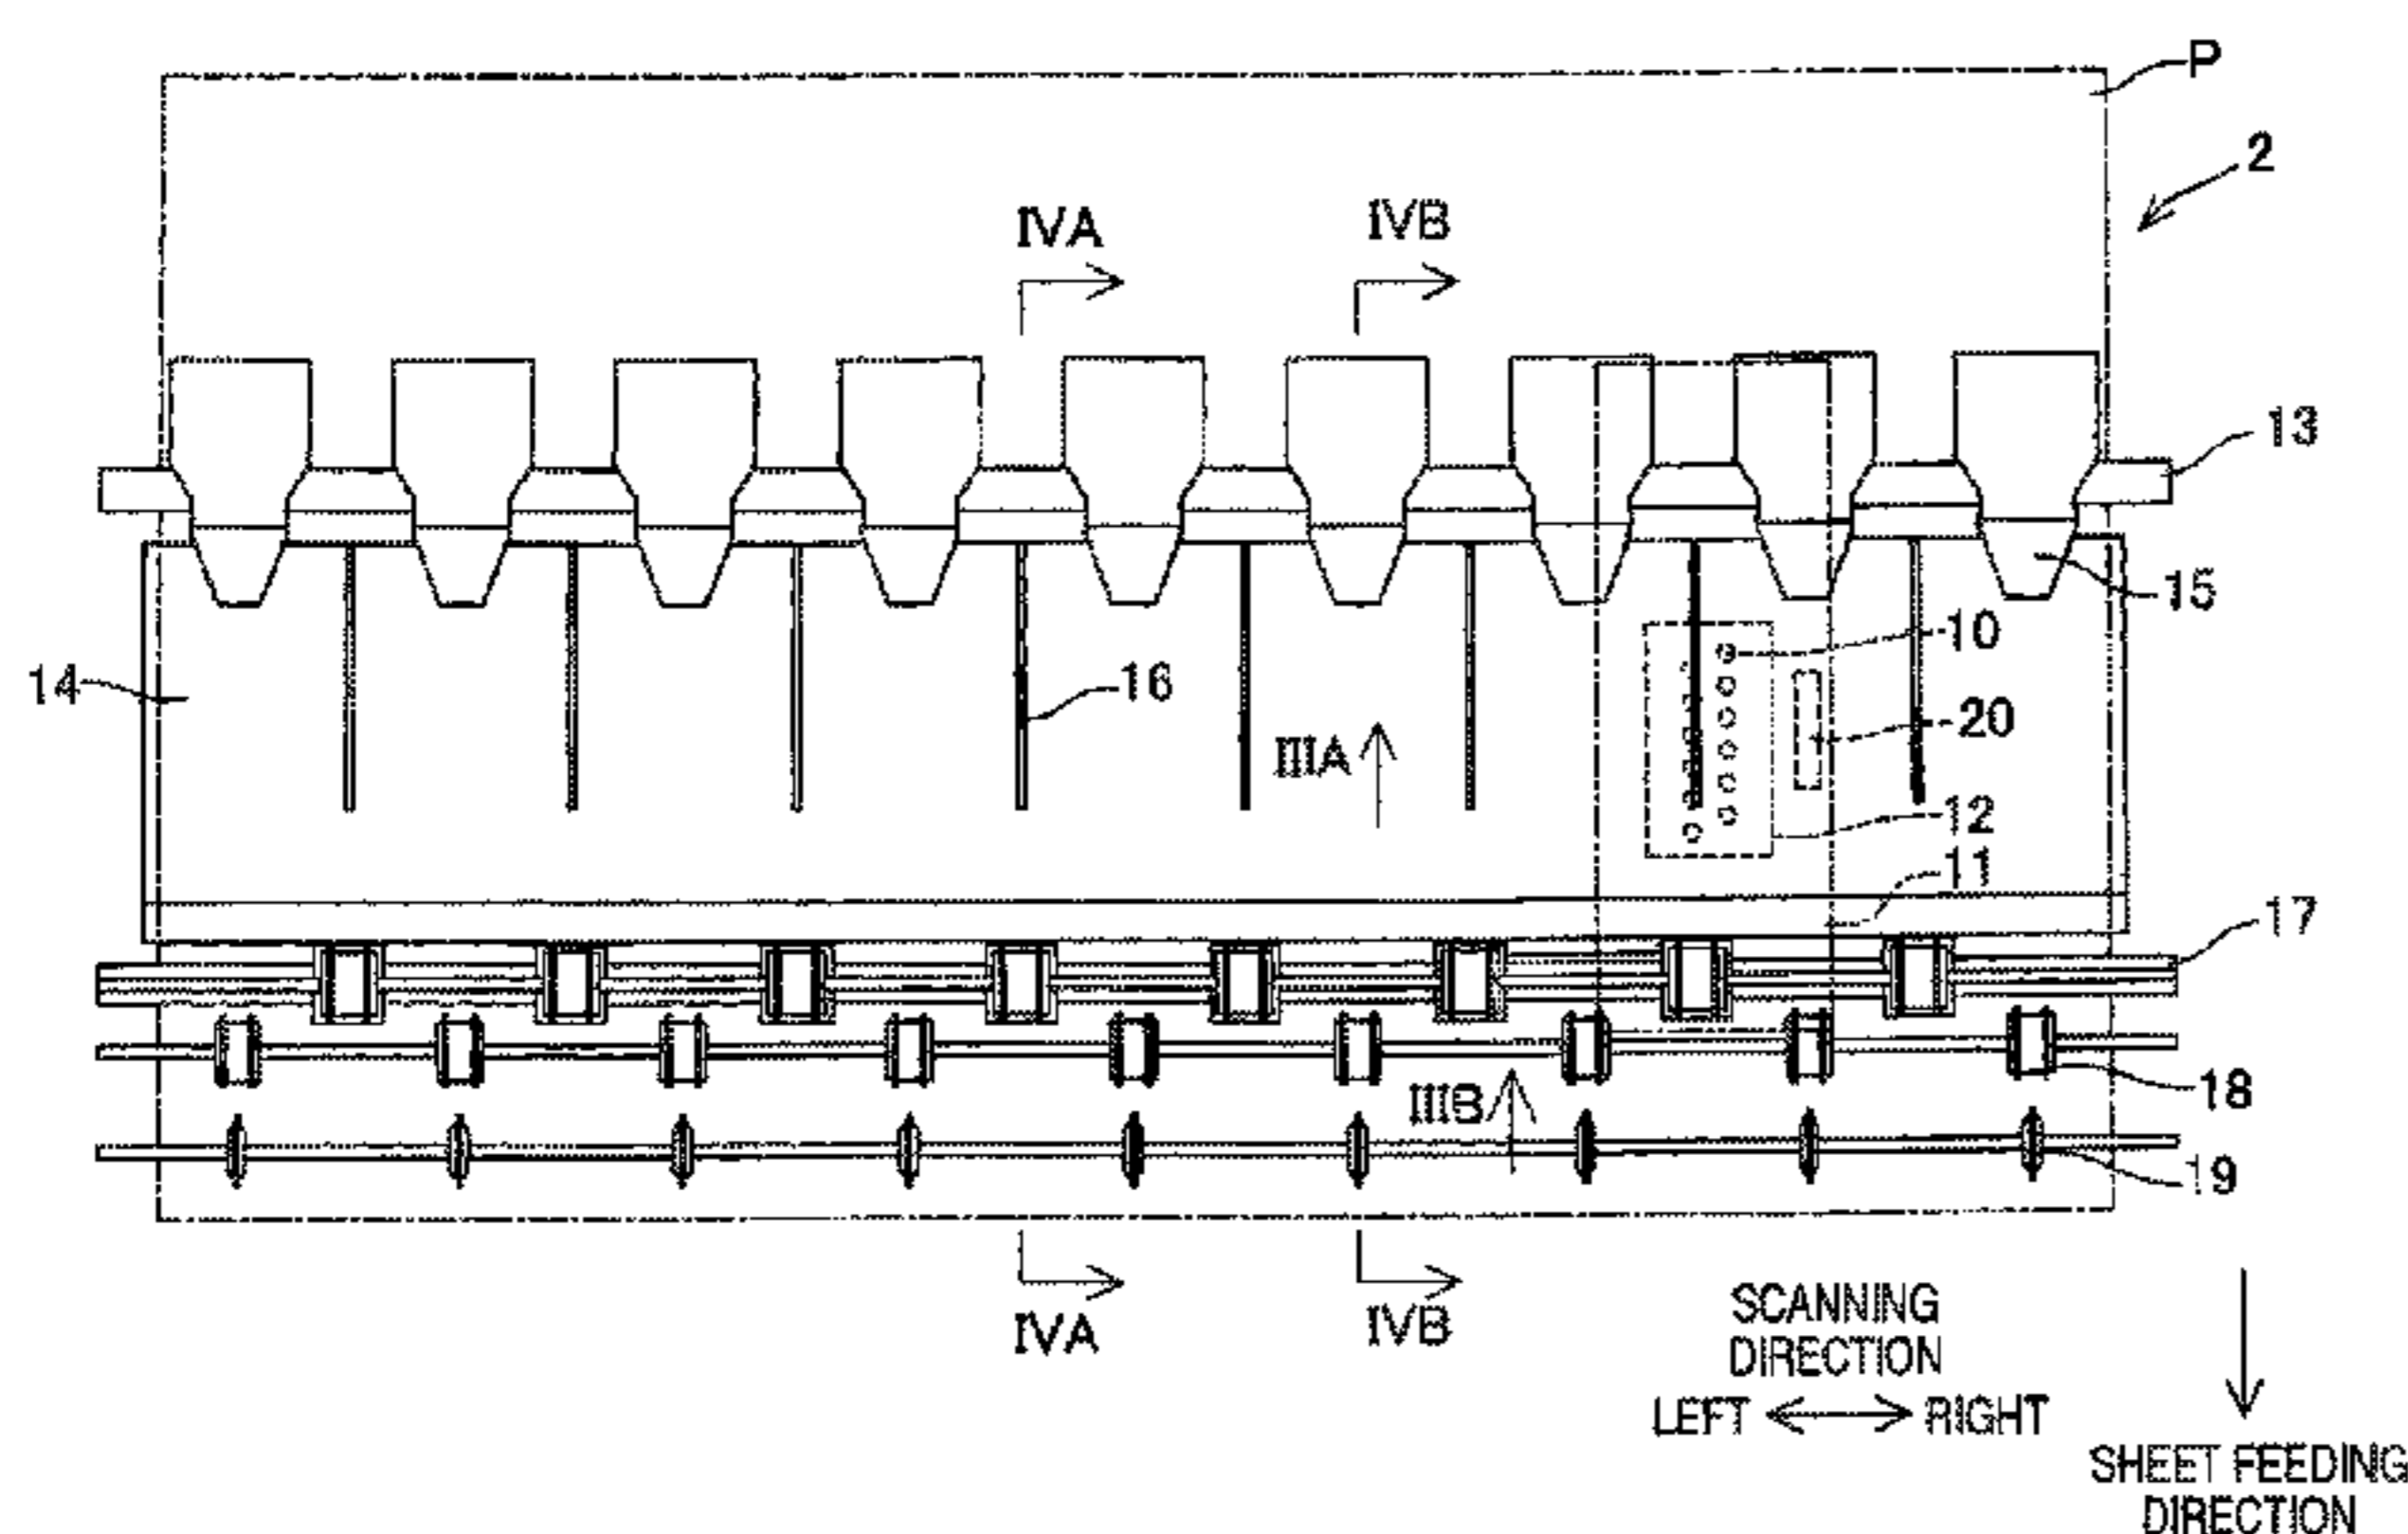 P
2
IVA
IVB
13
15
10
14
16
20
IIIA
12
11
17
18
IIIB
19
IVA
IVB
SCANNING
DIRECTION
LEFT
RIGHT
SHEET FEEDING
DIRECTION